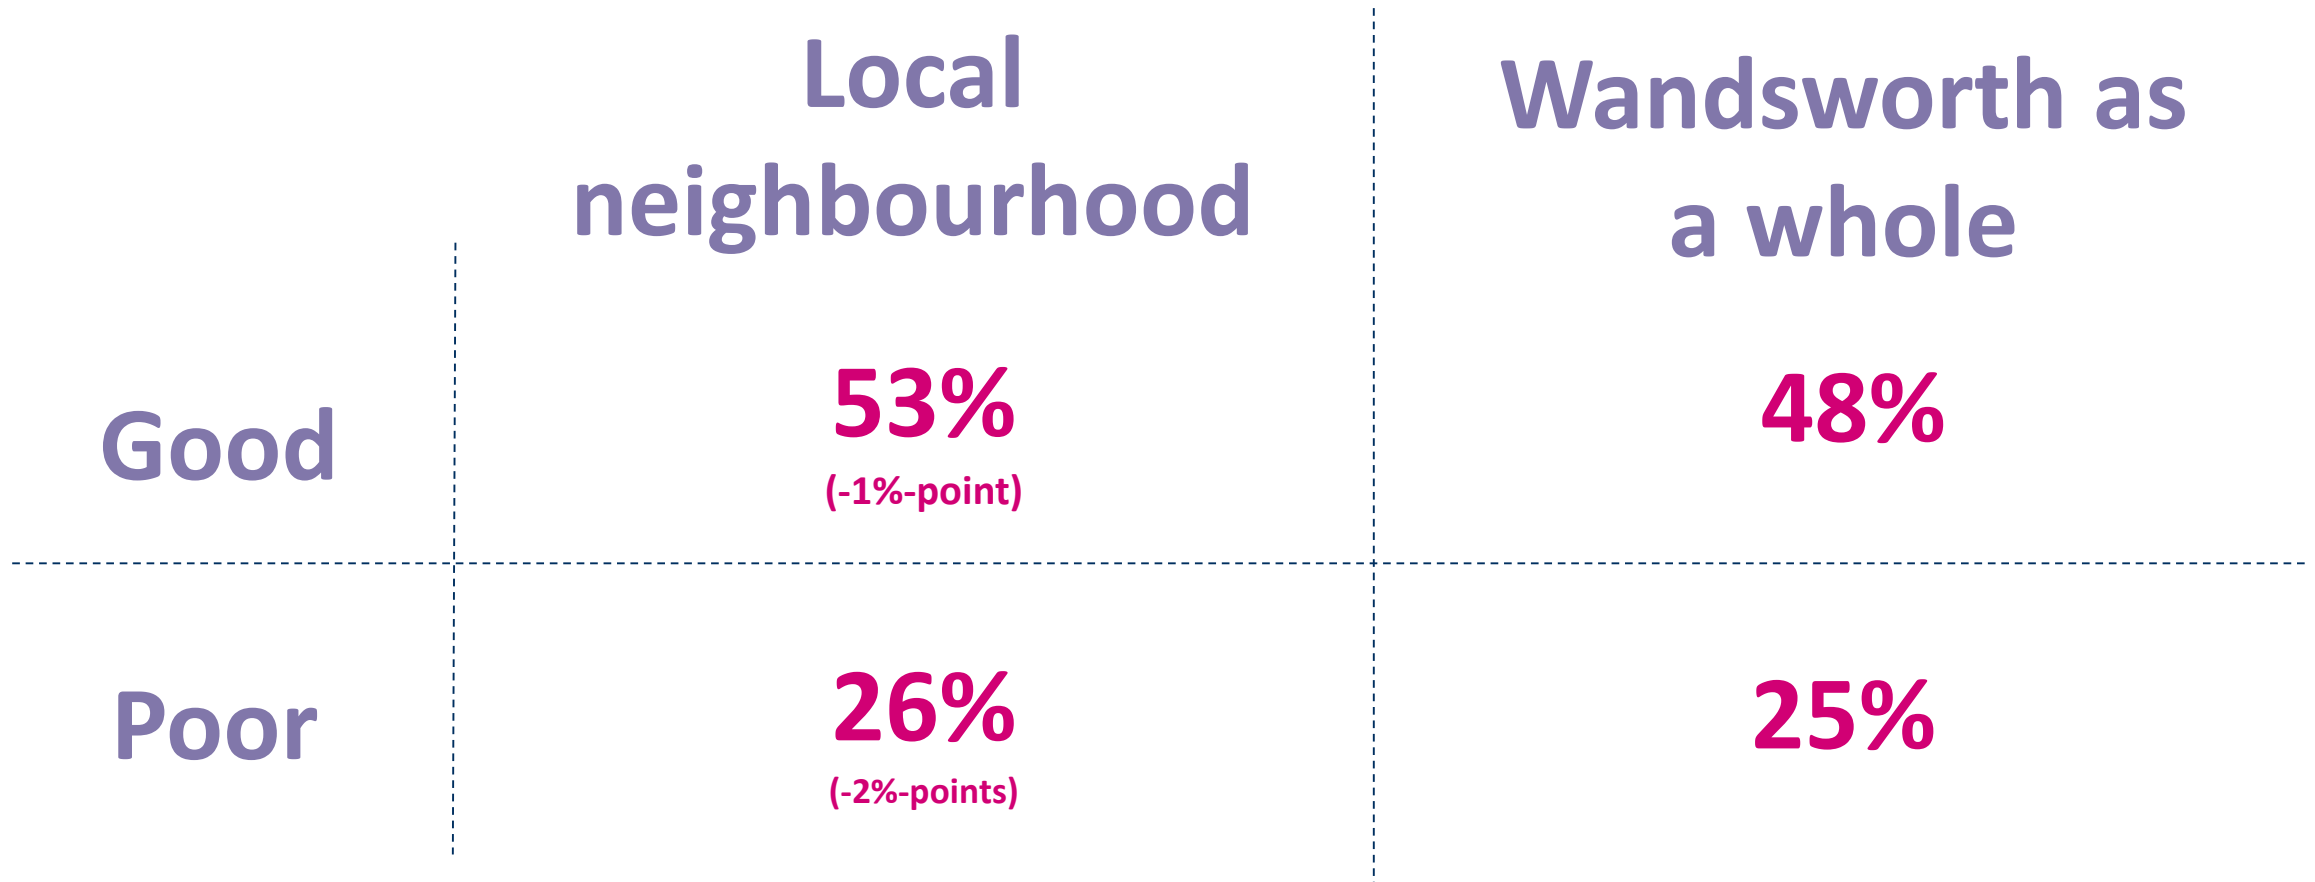 Local
neighbourhood
Wandsworth as
a whole
Good
53%
(-1%-point)
48%
Poor
26%
(-2%-points)
25%